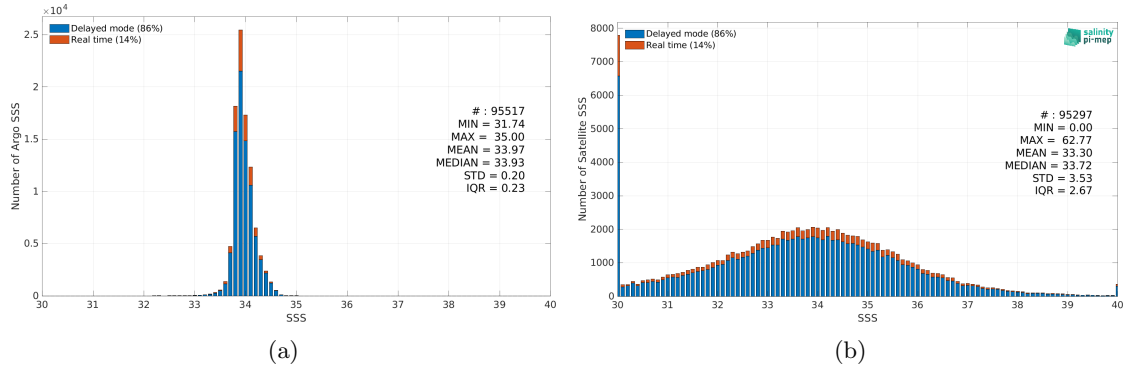 ×10⁴
Delayed mode (86%)
Real time (14%)
2.5
2
1.5
1
0.5
0
Number of Argo SSS
# : 95517
MIN = 31.74
MAX = 35.00
MEAN = 33.97
MEDIAN = 33.93
STD = 0.20
IQR = 0.23
30 31 32 33 34 35 36 37 38 39 40
SSS
(a)
Delayed mode (86%)
Real time (14%)
salinity
pi-mep
8000
7000
6000
5000
4000
3000
2000
1000
0
Number of Satellite SSS
# : 95297
MIN = 0.00
MAX = 62.77
MEAN = 33.30
MEDIAN = 33.72
STD = 3.53
IQR = 2.67
30 31 32 33 34 35 36 37 38 39 40
SSS
(b)